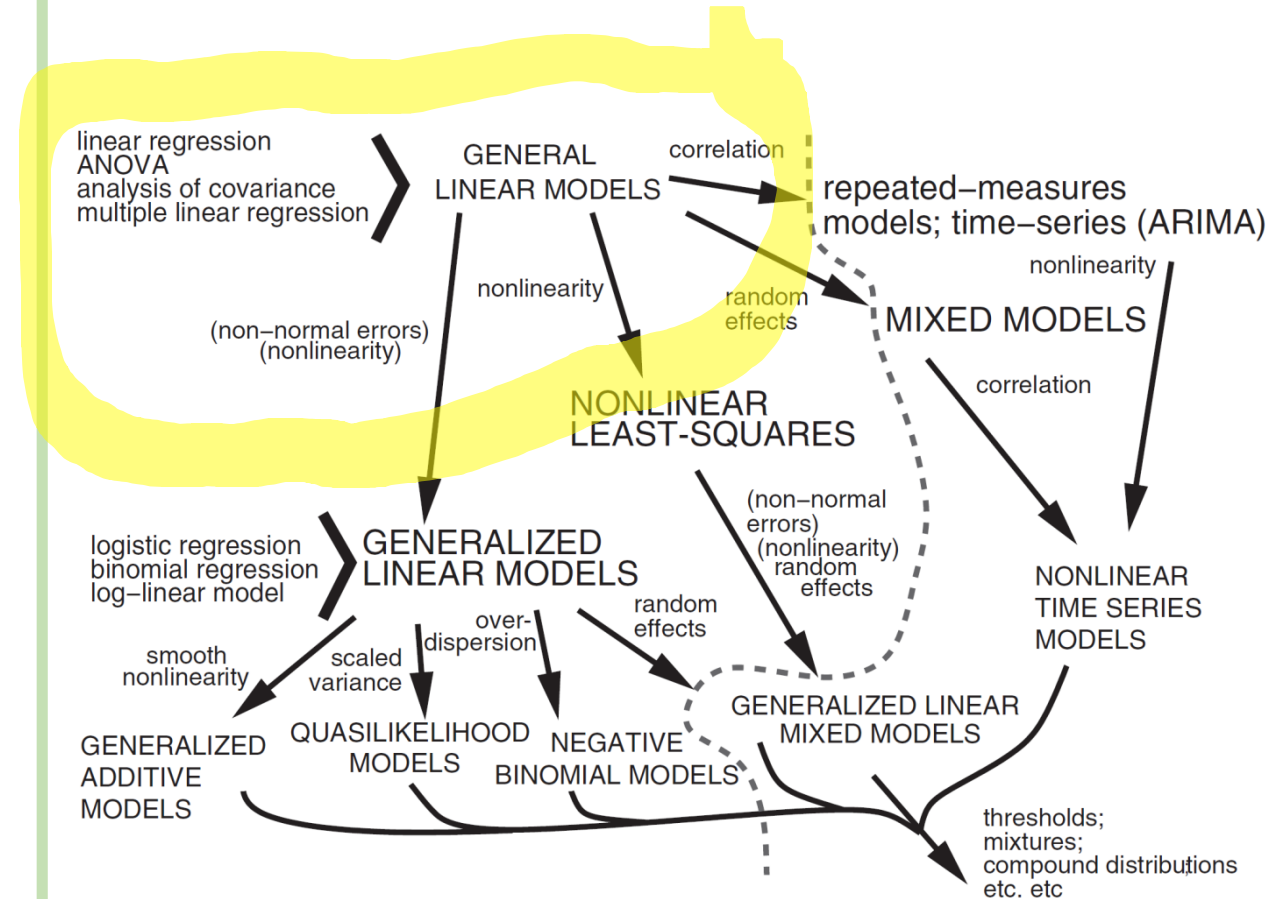 linear regression
ANOVA
analysis of covariance
multiple linear regression
GENERAL
LINEAR MODELS
correlation
repeated−measures
models; time−series (ARIMA)
nonlinearity
nonlinearity
random
effects
MIXED MODELS
(non−normal errors)
(nonlinearity)
correlation
NONLINEAR
LEAST-SQUARES
(non−normal
errors)
(nonlinearity)
random
effects
logistic regression
binomial regression
log−linear model
GENERALIZED
LINEAR MODELS
NONLINEAR
TIME SERIES
MODELS
smooth
nonlinearity
scaled
variance
over-
dispersion
random
effects
GENERALIZED
ADDITIVE
MODELS
QUASILIKELIHOOD
MODELS
NEGATIVE
BINOMIAL MODELS
GENERALIZED LINEAR
MIXED MODELS
thresholds;
mixtures;
compound distributions;
etc. etc